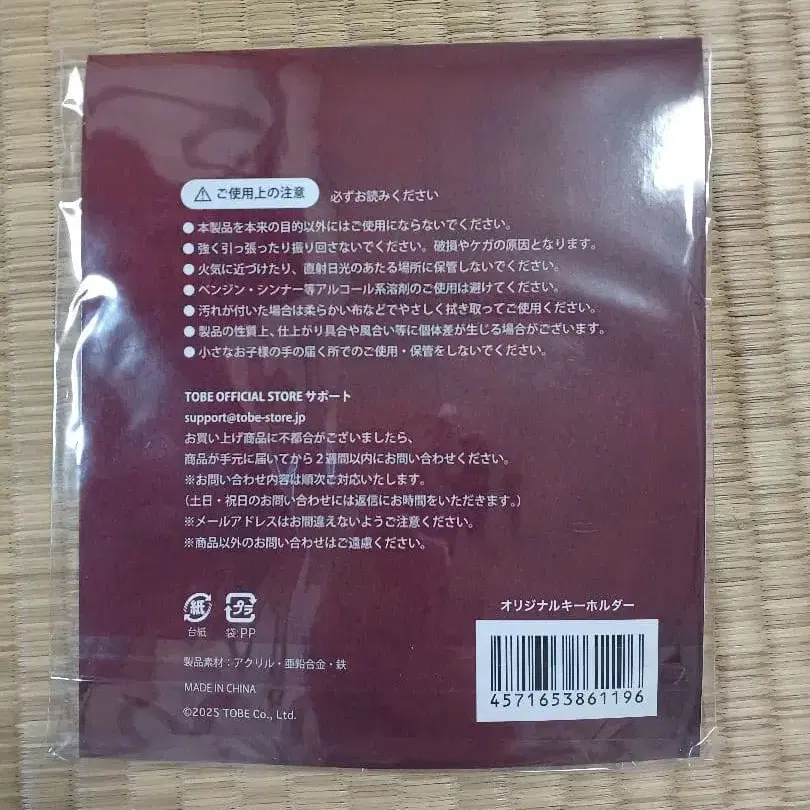 ご使用上の注意 必ずお読みください
●本製品を本来の目的以外にはご使用にならないでください。
●強く引っ張ったり振り回さないでください。破損やケガの原因となります。
●火気に近づけたり、直射日光のあたる場所に保管しないでください。
●ベンジン・シンナー等アルコール系溶剤のご使用は避けてください。
●汚れが付いた場合は柔らかい布などでやさしく拭き取ってご使用ください。
●製品の性質上、仕上がり具合や風合い等に個体差が生じる場合がございます。
●小さなお子様の手の届く所でのご使用・保管をしないでください。
TOBE OFFICIAL STORE サポート
support@tobe-store.jp
お買い上げ商品に不都合がございましたら、
商品が手元に届いてから2週間以内にお問い合わせください。
※お問い合わせ内容は順次ご対応いたします。
（土日・祝日のお問い合わせには返信にお時間をいただきます。）
※メールアドレスはお間違えないようご注意ください。
※商品以外のお問い合わせはご遠慮ください。
紙 プラ
台紙 袋:PP
製品素材：アクリル・亜鉛合金・鉄
MADE IN CHINA
©2025 TOBE Co., Ltd.
オリジナルキーホルダー
4571653861196